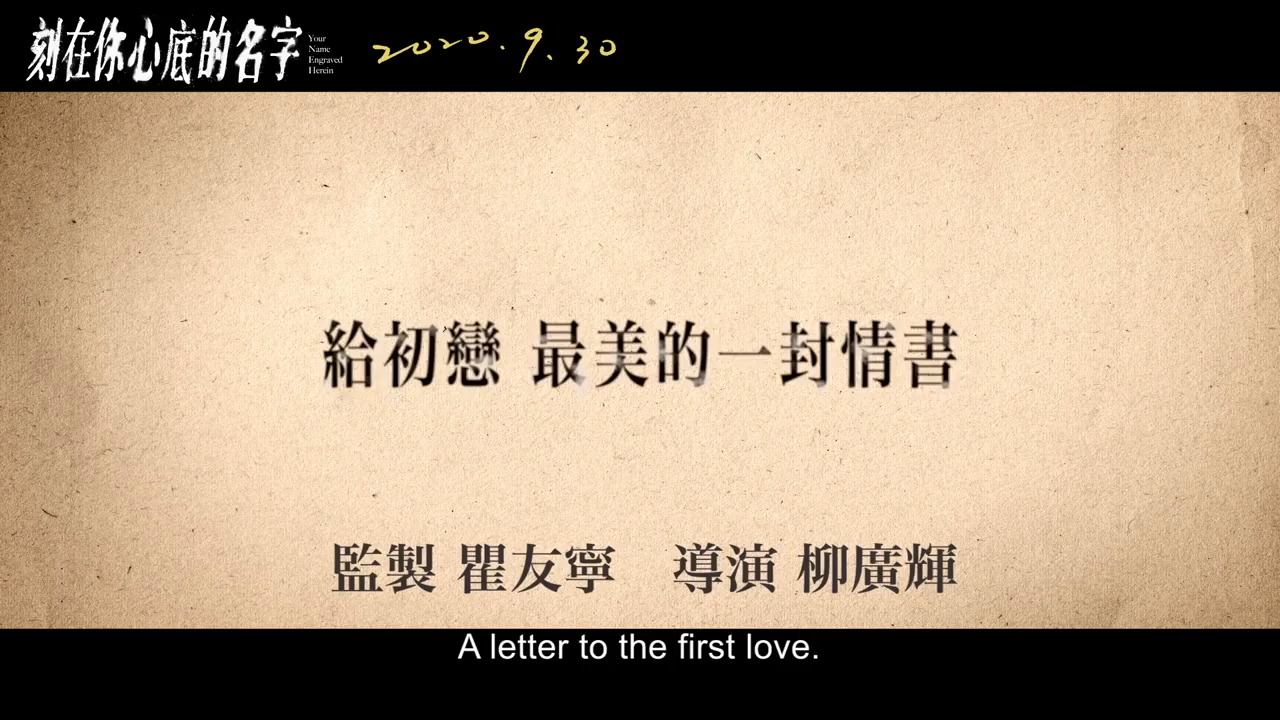 刻在你心底的名字
Your
Name
Engraved
Herein
2020.9.30
給初戀 最美的一封情書
監製 瞿友寧 導演 柳廣輝
A letter to the first love.